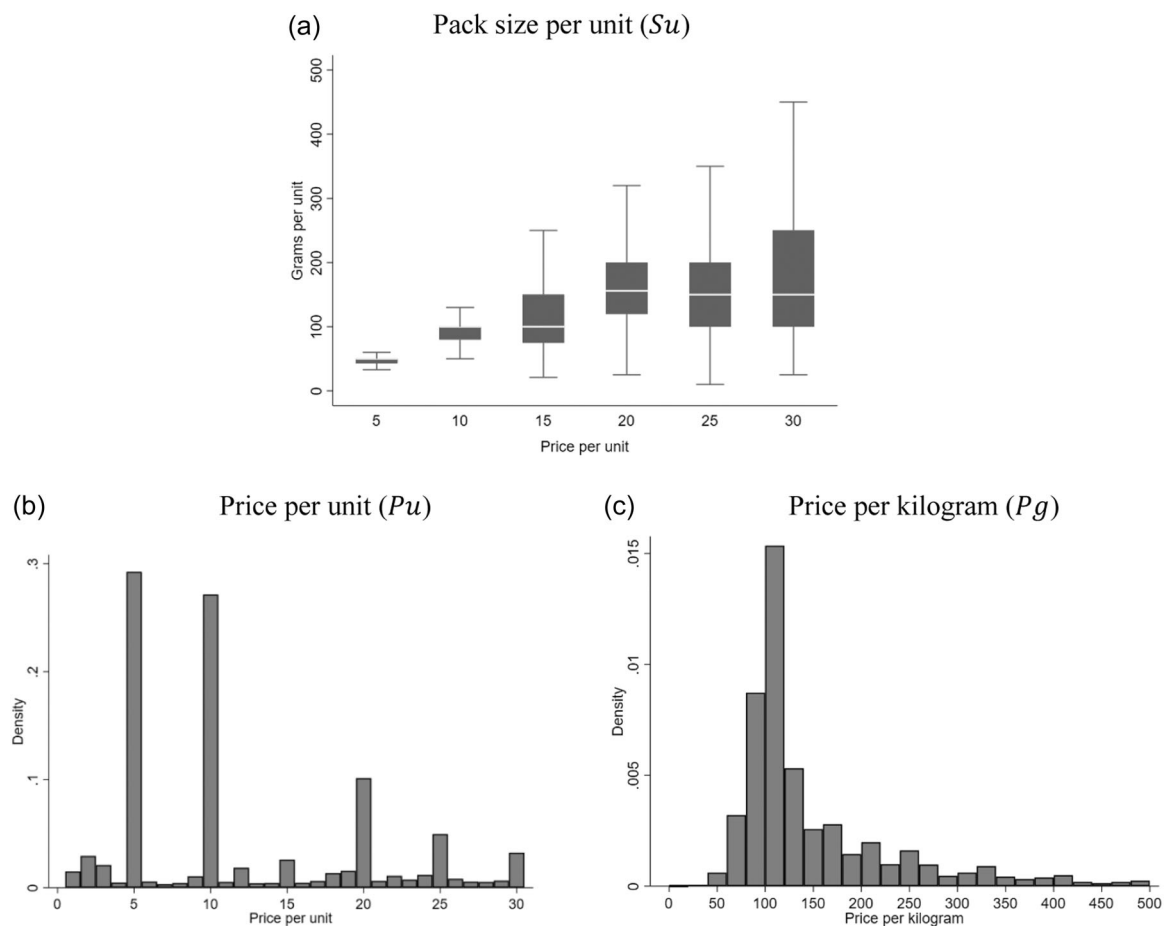 (a) Pack size per unit (Su)
500
400
300
200
100
0
Grams per unit
5 10 15 20 25 30
Price per unit
(b) Price per unit (Pu)
.3
.2
.1
0
Density
0 5 10 15 20 25 30
Price per unit
(c) Price per kilogram (Pg)
.015
.01
.005
0
Density
0 50 100 150 200 250 300 350 400 450 500
Price per kilogram